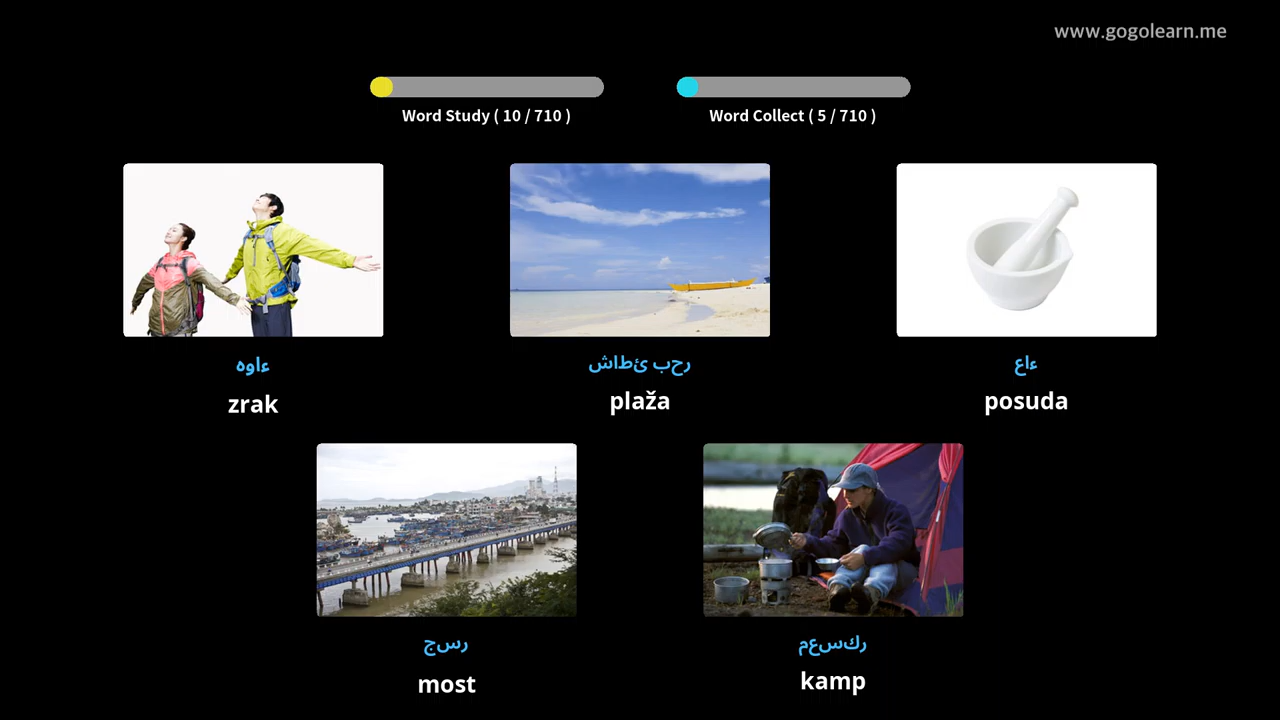 www.gogolearn.me
Word Study ( 10 / 710 )
Word Collect ( 5 / 710 )
ءاوه
zrak
رحب ئطاش
plaža
ءاع
posuda
رسج
most
ركسعم
kamp